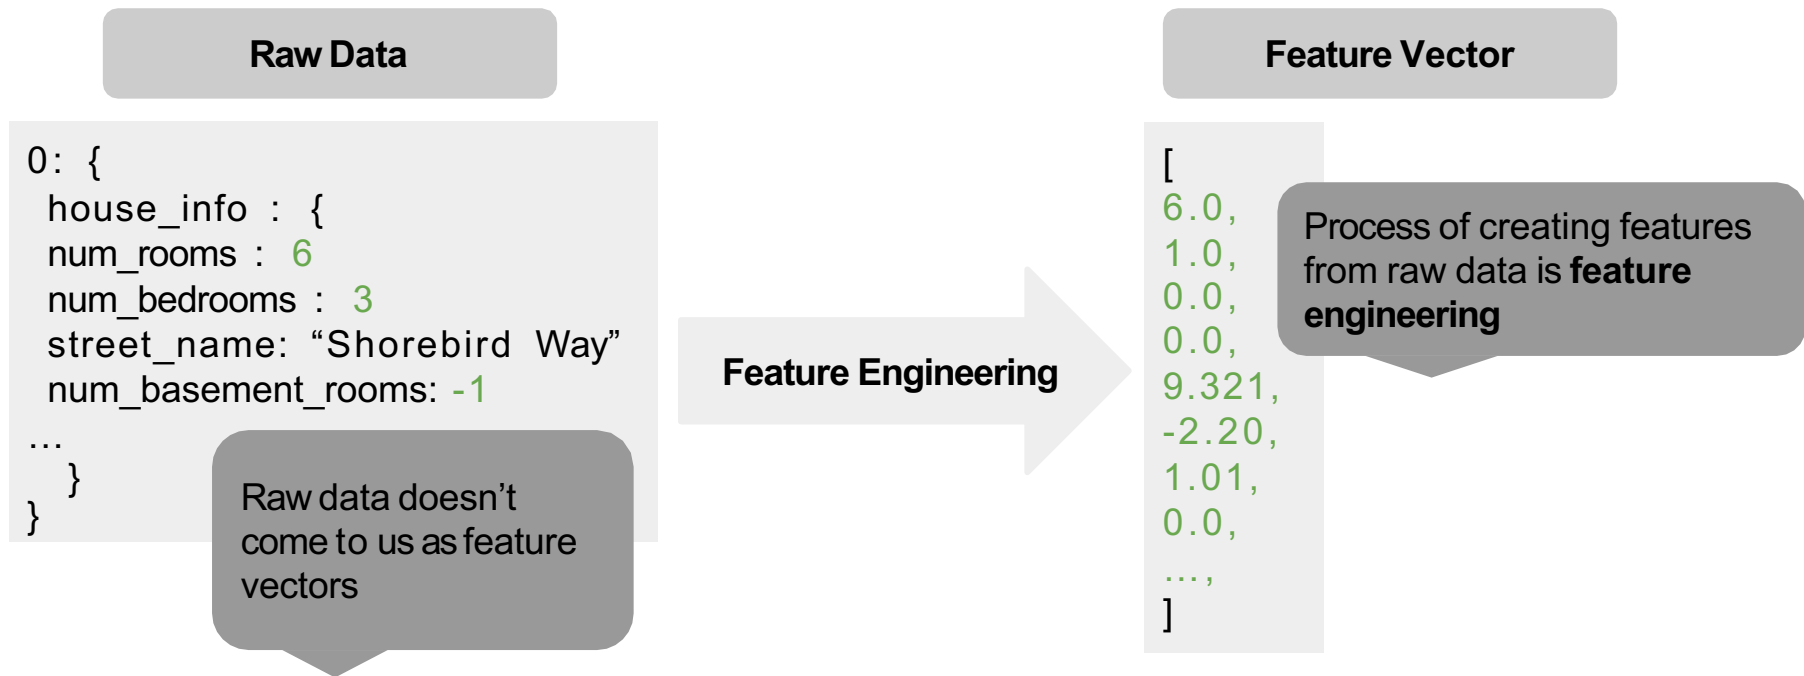 Raw Data
0: {
house_info : {
num_rooms : 6
num_bedrooms : 3
street_name: “Shorebird Way”
num_basement_rooms: -1
...
}
}
Raw data doesn’t
come to us as feature
vectors
Feature Engineering
Feature Vector
[
6.0,
1.0,
0.0,
0.0,
9.321,
-2.20,
1.01,
0.0,
...,
]
Process of creating features
from raw data is feature
engineering